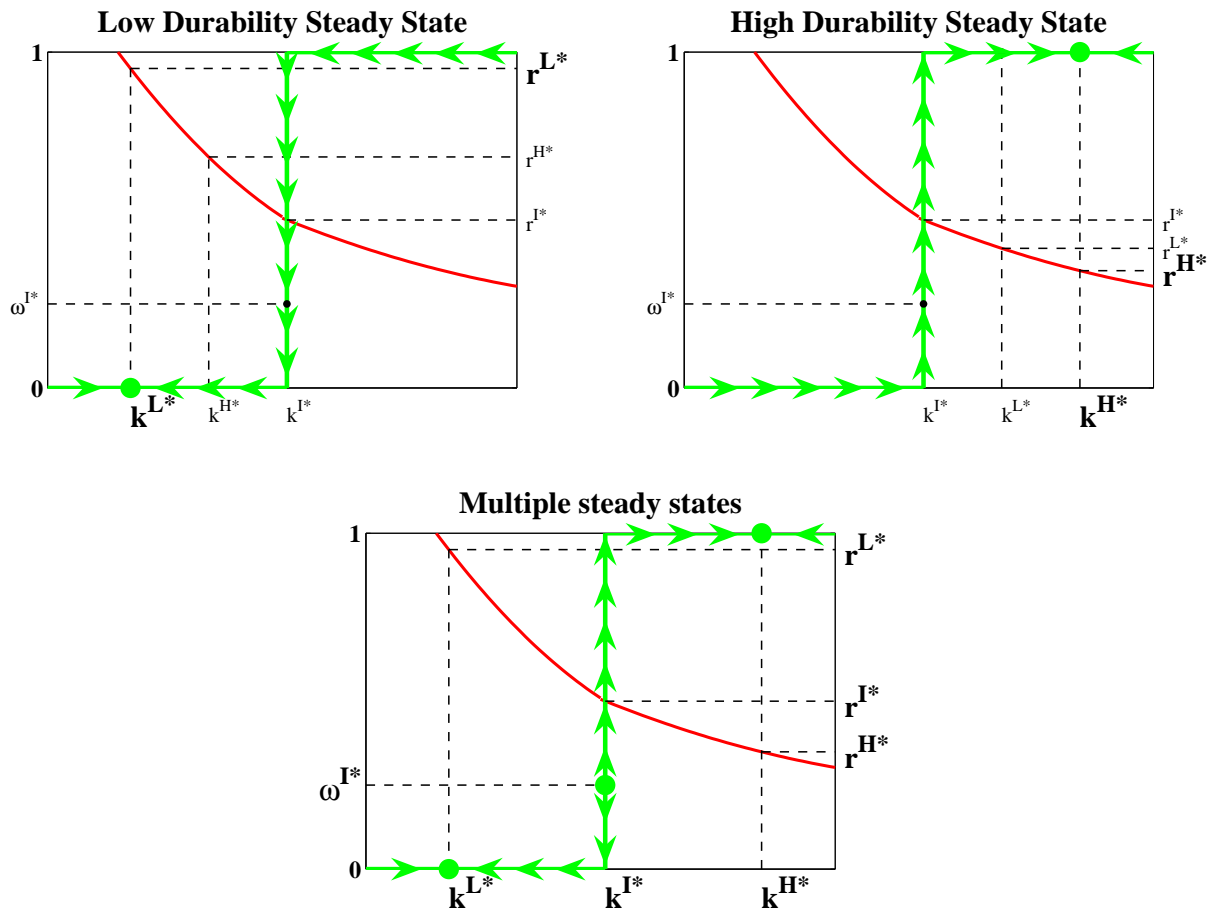 Low Durability Steady State
1
r^{L*}
r^{H*}
r^{I*}
ω^{I*}
0
k^{L*} k^{H*} k^{I*}
High Durability Steady State
1
r^{I*}
r^{L*}
r^{H*}
ω^{I*}
0
k^{I*} k^{L*} k^{H*}
Multiple steady states
1
r^{L*}
r^{I*}
r^{H*}
ω^{I*}
0
k^{L*} k^{I*} k^{H*}